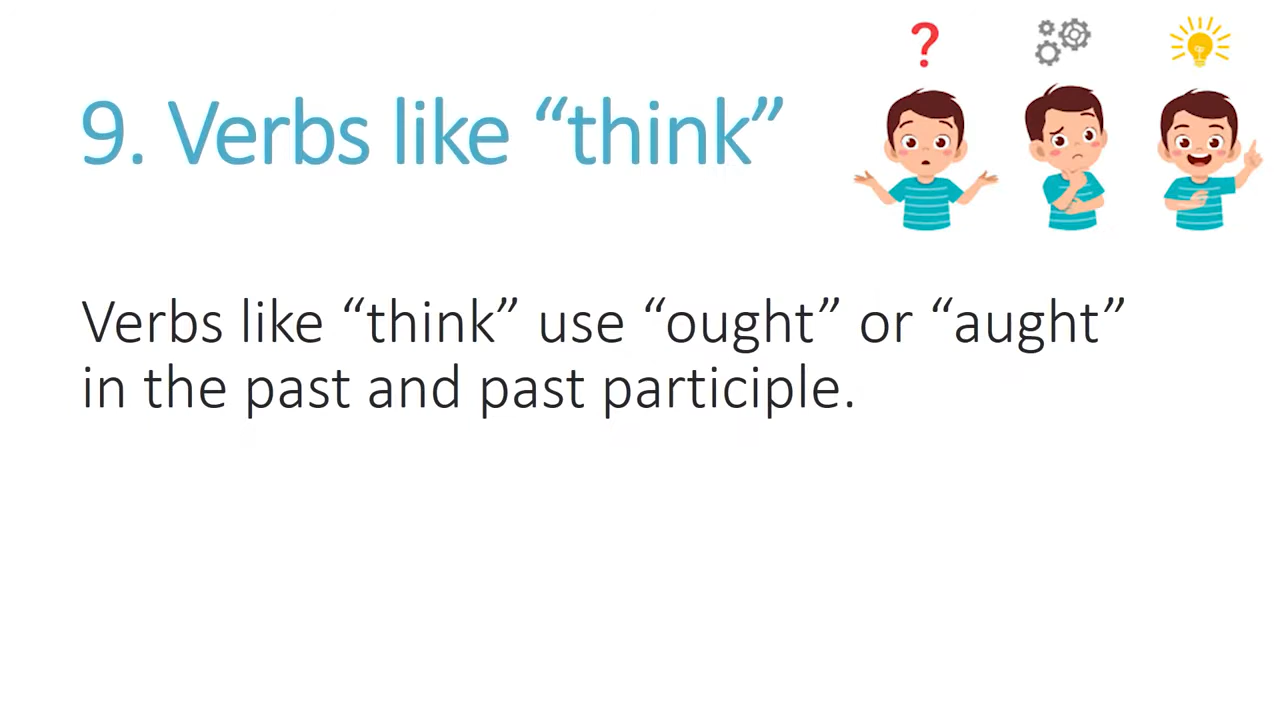 ?
9. Verbs like “think”
Verbs like “think” use “ought” or “aught”
in the past and past participle.